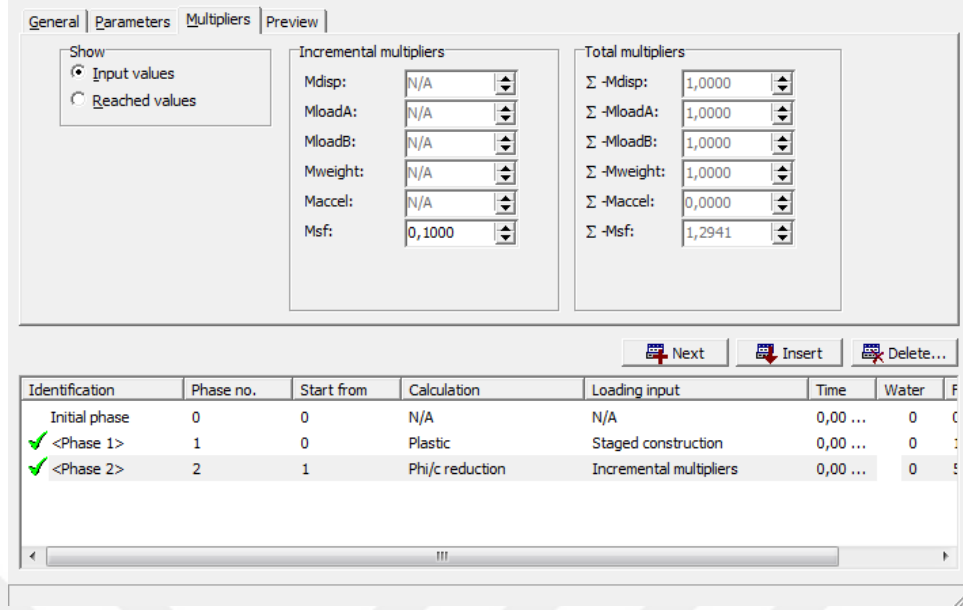 General Parameters Multipliers Preview
Show
Input values
Reached values
Incremental multipliers
Mdisp: N/A
MloadA: N/A
MloadB: N/A
Mweight: N/A
Maccel: N/A
Msf: 0,1000
Total multipliers
Σ -Mdisp: 1,0000
Σ -MloadA: 1,0000
Σ -MloadB: 1,0000
Σ -Mweight: 1,0000
Σ -Maccel: 0,0000
Σ -Msf: 1,2941
Next Insert Delete...
Identification Phase no. Start from Calculation Loading input Time Water F
Initial phase 0 0 N/A N/A 0,00 ... 0
<Phase 1> 1 0 Plastic Staged construction 0,00 ... 0
<Phase 2> 2 1 Phi/c reduction Incremental multipliers 0,00 ... 0